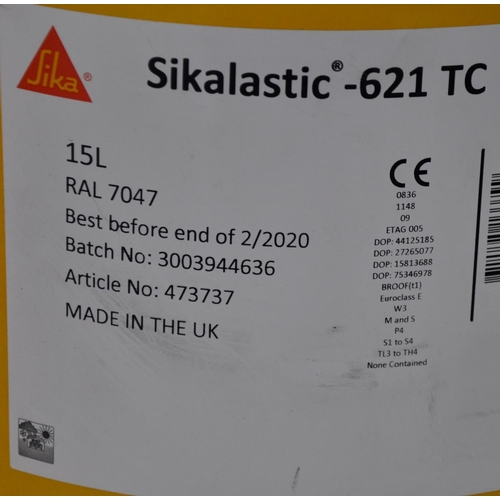 Sika®
Sikalastic®-621 TC
15L
RAL 7047
Best before end of 2/2020
Batch No: 3003944636
Article No: 473737
MADE IN THE UK
CE
0836
1148
09
ETAG 005
DOP: 44125185
DOP: 27265077
DOP: 15813688
DOP: 75346978
BROOF(t1)
Euroclass E
W3
M and S
P4
S1 to S4
TL3 to TH4
None Contained